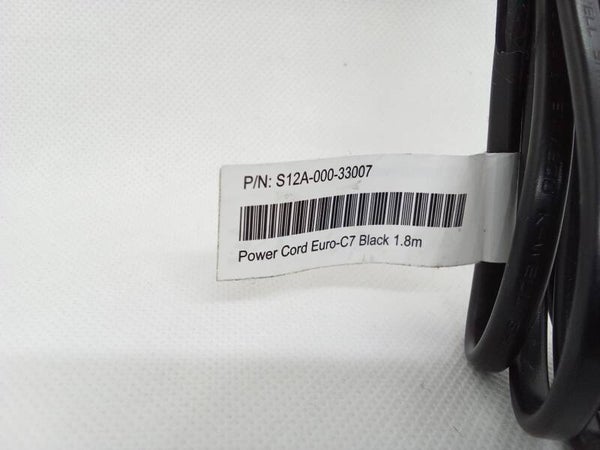 P/N: S12A-000-33007
Power Cord Euro-C7 Black 1.8m